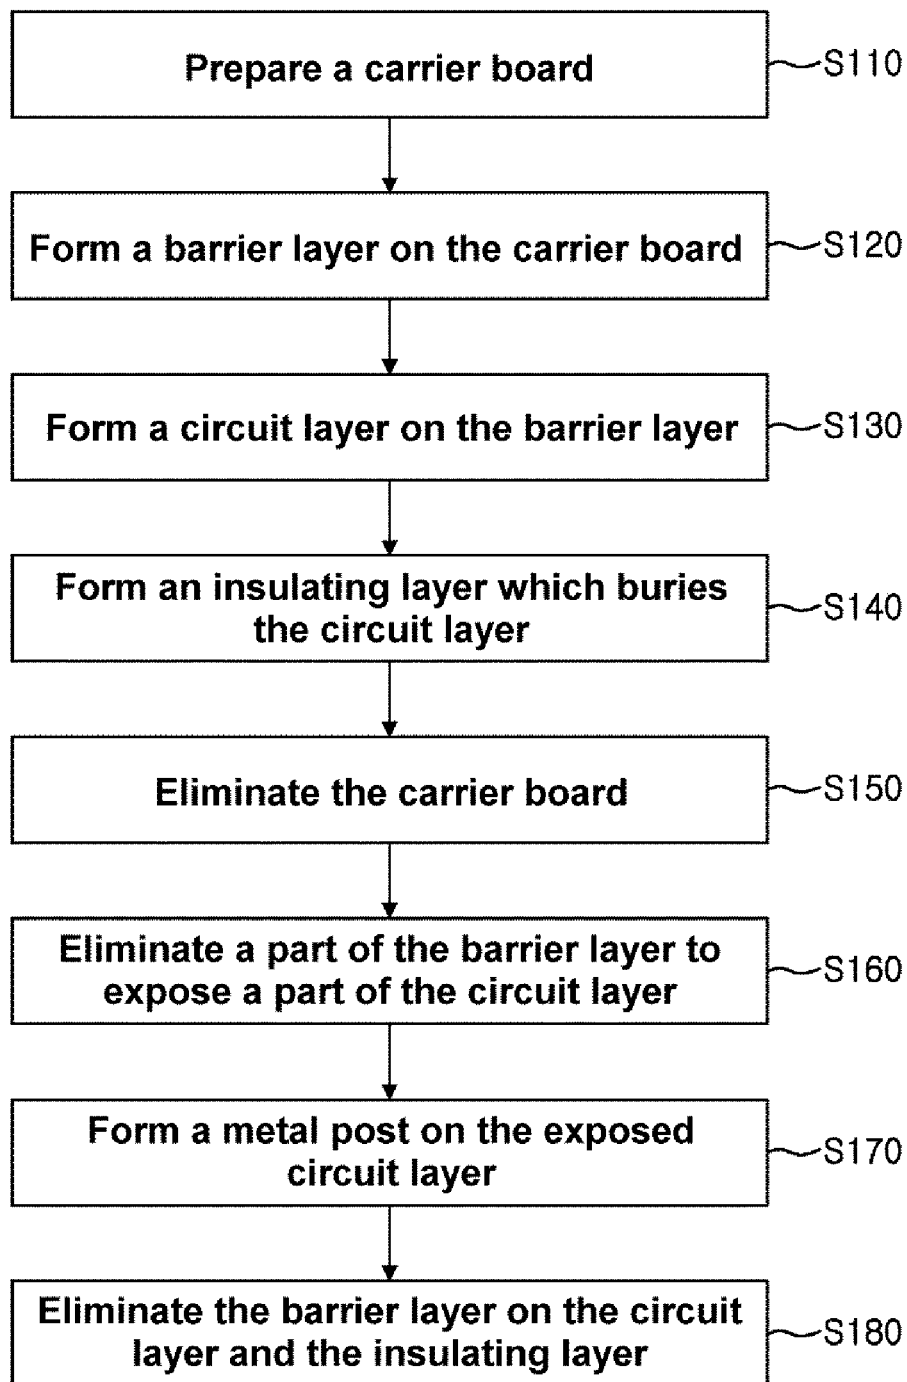 Prepare a carrier board
S110
Form a barrier layer on the carrier board
S120
Form a circuit layer on the barrier layer
S130
Form an insulating layer which buries
the circuit layer
S140
Eliminate the carrier board
S150
Eliminate a part of the barrier layer to
expose a part of the circuit layer
S160
Form a metal post on the exposed
circuit layer
S170
Eliminate the barrier layer on the circuit
layer and the insulating layer
S180